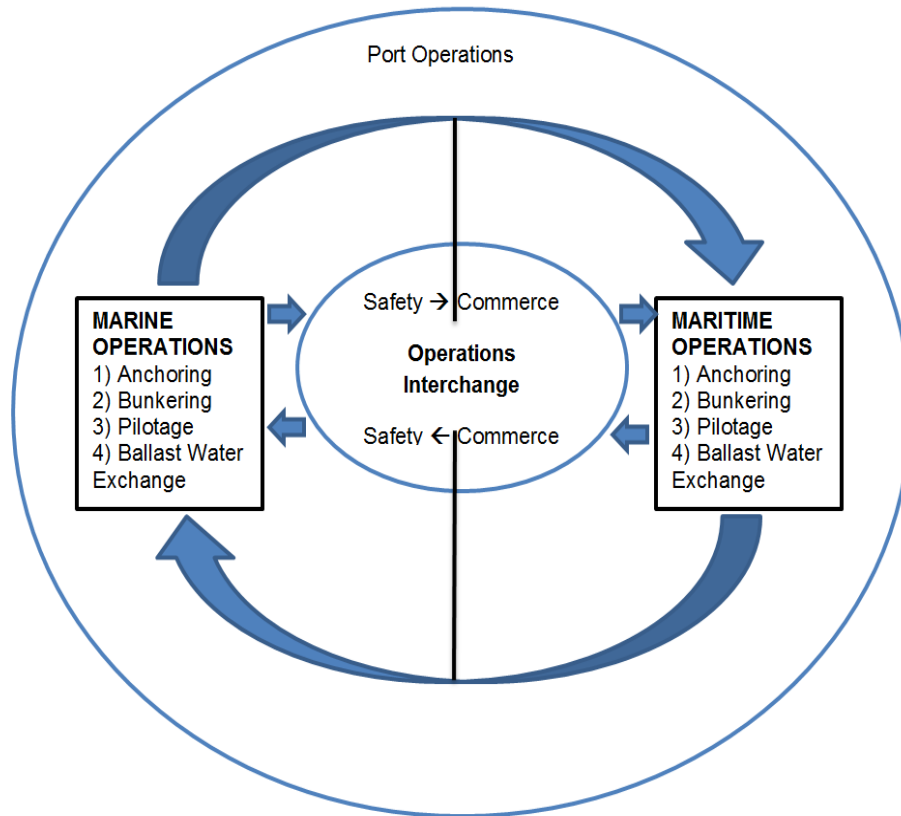 Port Operations
Safety → Commerce
Operations
Interchange
Safety ← Commerce
MARINE
OPERATIONS
1) Anchoring
2) Bunkering
3) Pilotage
4) Ballast Water
Exchange
MARITIME
OPERATIONS
1) Anchoring
2) Bunkering
3) Pilotage
4) Ballast Water
Exchange